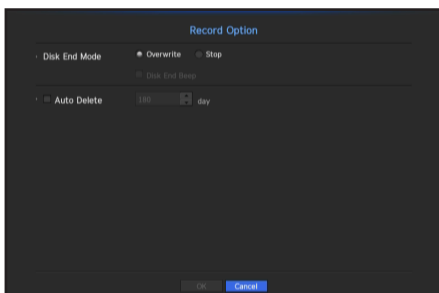 Record Option
Disk End Mode Overwrite Stop
Disk End Beep
Auto Delete 180 day
OK Cancel